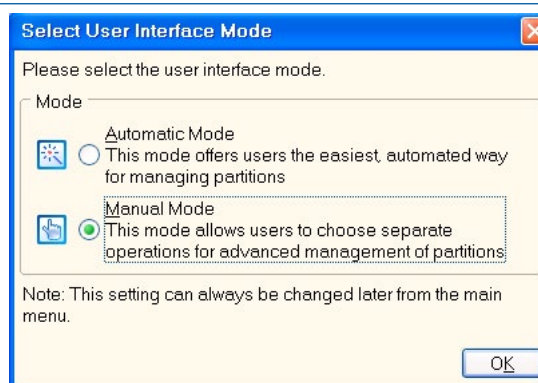 Select User Interface Mode
Please select the user interface mode.
Mode
Automatic Mode
This mode offers users the easiest, automated way
for managing partitions
Manual Mode
This mode allows users to choose separate
operations for advanced management of partitions
Note: This setting can always be changed later from the main
menu.
OK